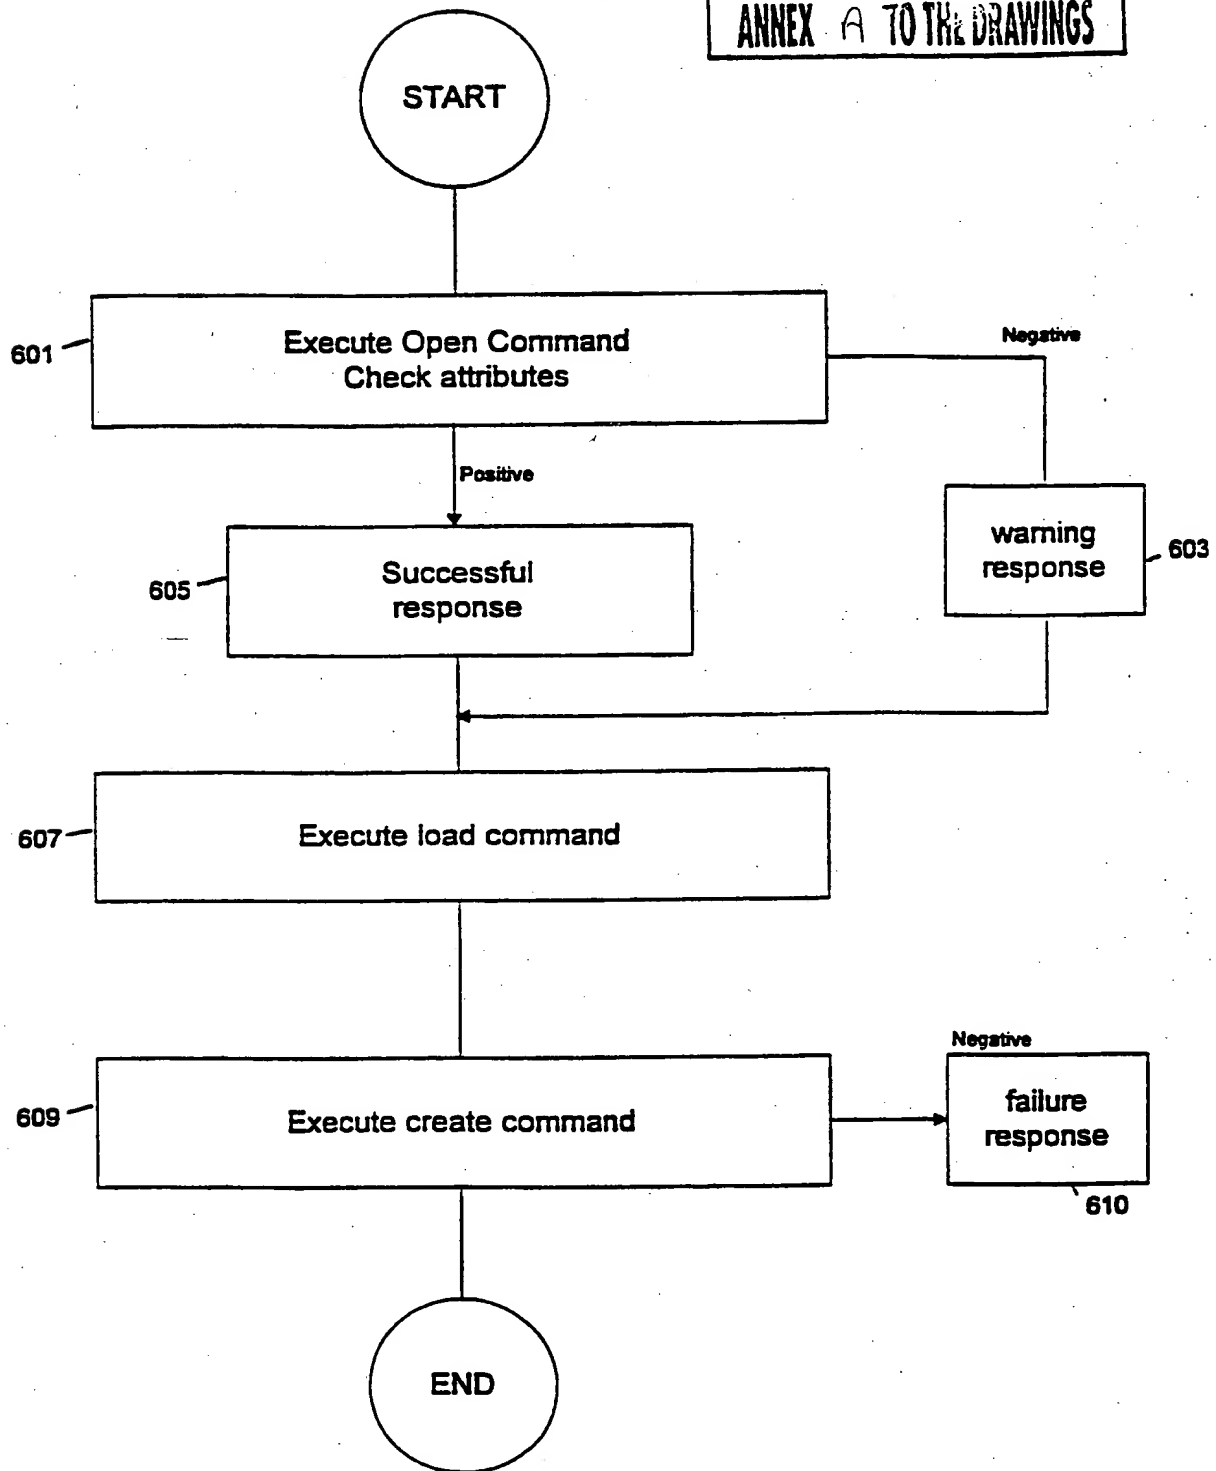 ANNEX A TO THE DRAWINGS
START
601
Execute Open Command
Check attributes
Negative
Positive
605
Successful
response
warning
response
603
607
Execute load command
609
Execute create command
Negative
failure
response
610
END